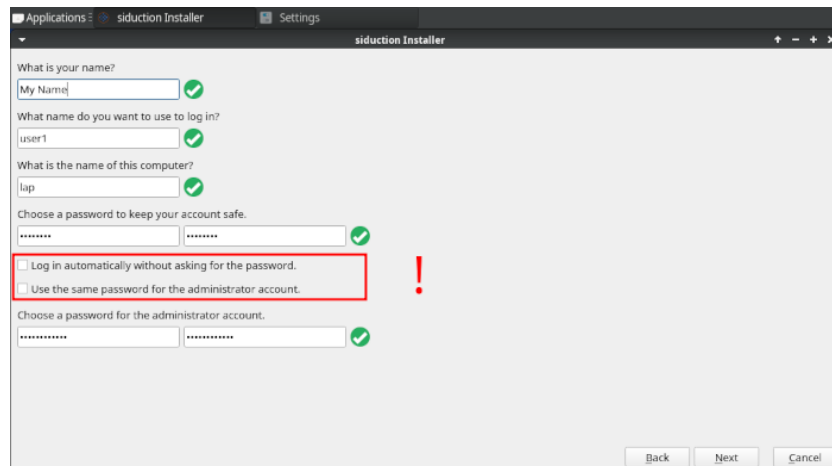 Applications siduction Installer Settings
siduction Installer
What is your name?
My Name
What name do you want to use to log in?
user1
What is the name of this computer?
lap
Choose a password to keep your account safe.
•••••••• ••••••••
Log in automatically without asking for the password.
!
Use the same password for the administrator account.
Choose a password for the administrator account.
•••••••••••• ••••••••••••
Back Next Cancel